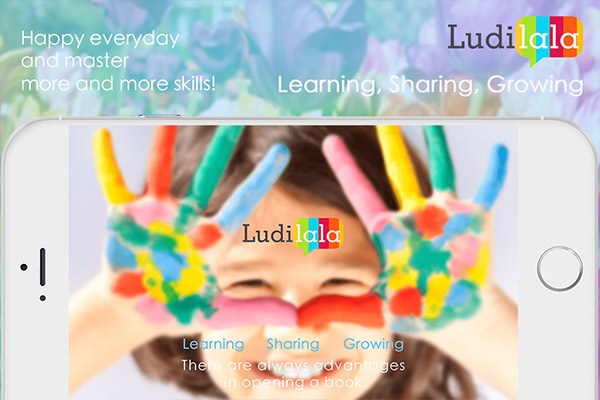 Happy everyday
and master
more and more skills!
Ludilala
Learning, Sharing, Growing
Ludilala
Learning Sharing Growing
There are always advantages
in opening a book.